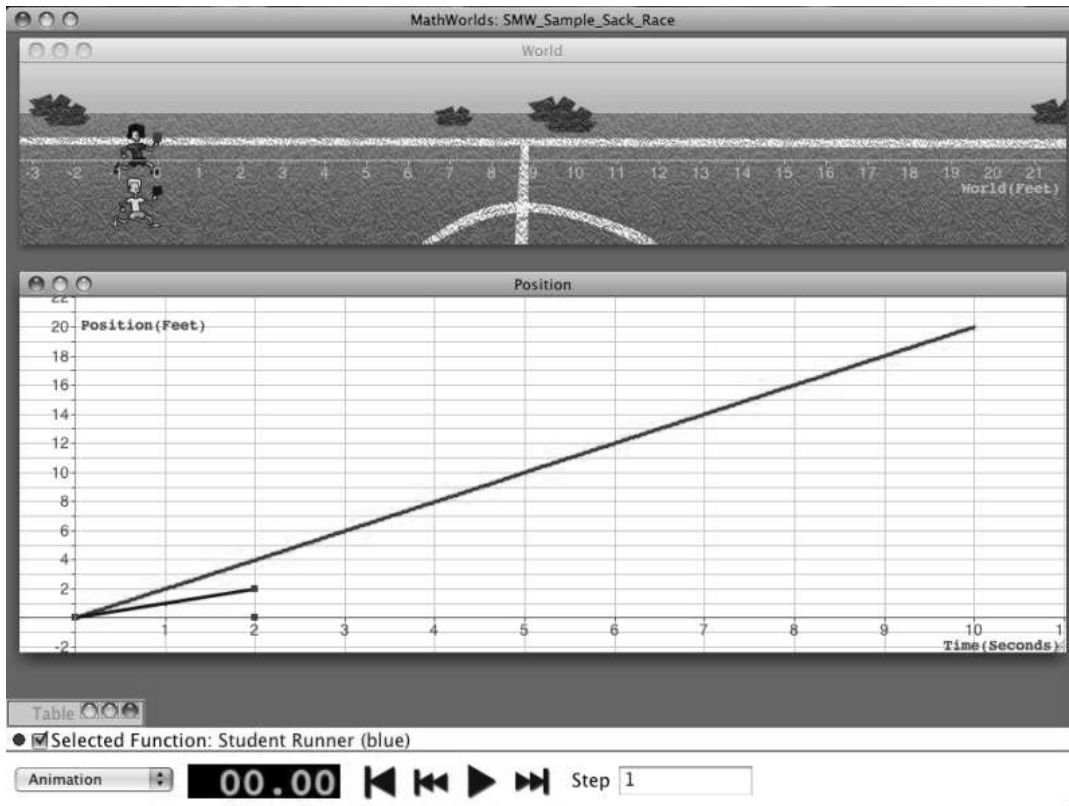 MathWorlds: SMW_Sample_Sack_Race
World
-3 -2 -1 0 1 2 3 4 5 6 7 8 9 10 11 12 13 14 15 16 17 18 19 20 21
World(Feet)
Position
22
20 Position(Feet)
18
16
14
12
10
8
6
4
2
1 2 3 4 5 6 7 8 9 10 11
-2 Time(Seconds)
Table
Selected Function: Student Runner (blue)
Animation 00.00 Step 1